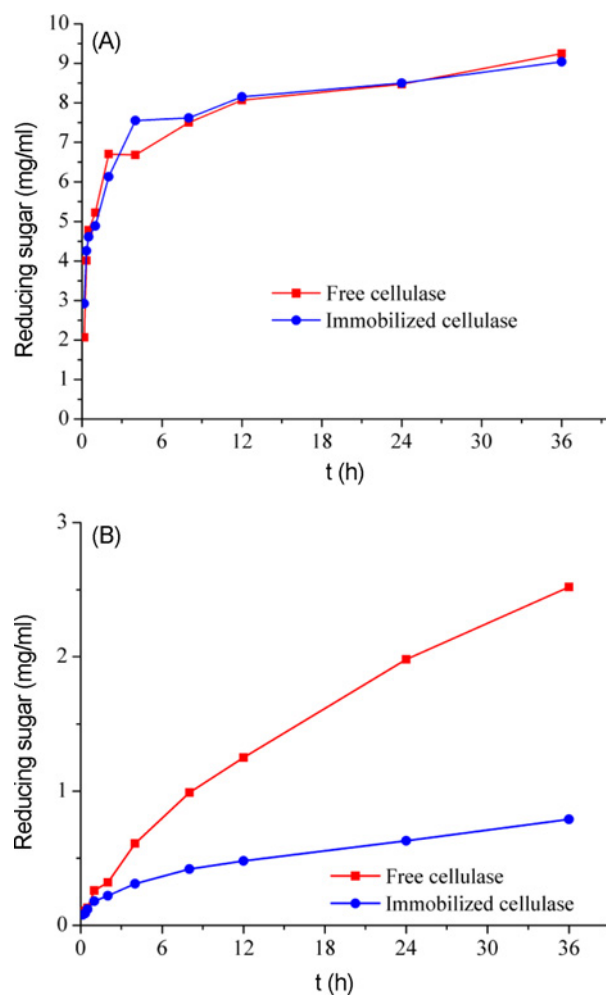 (A)
10
9
8
7
6
5
4
3
2
1
0
Reducing sugar (mg/ml)
Free cellulase
Immobilized cellulase
0 6 12 18 24 30 36
t (h)
(B)
3
2
1
0
Reducing sugar (mg/ml)
Free cellulase
Immobilized cellulase
0 6 12 18 24 30 36
t (h)